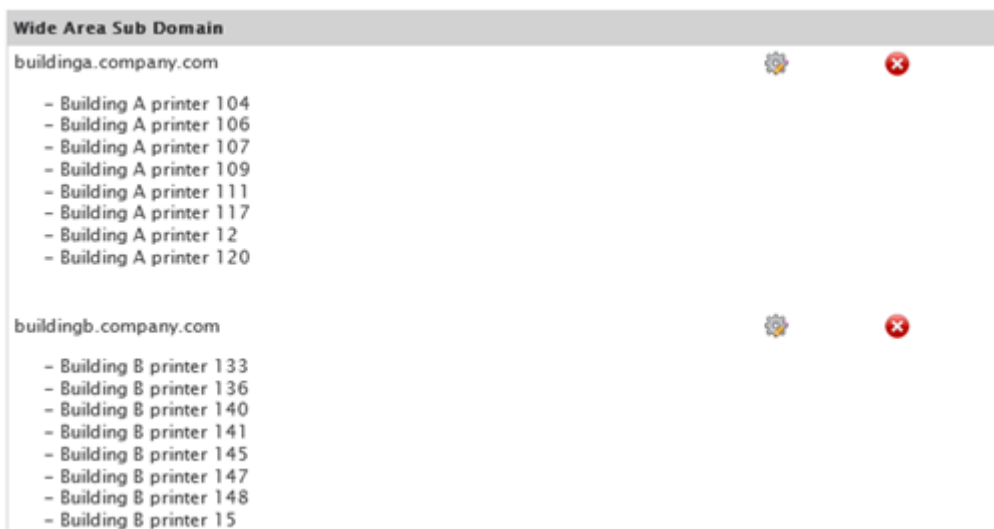 Wide Area Sub Domain
buildinga.company.com
– Building A printer 104
– Building A printer 106
– Building A printer 107
– Building A printer 109
– Building A printer 111
– Building A printer 117
– Building A printer 12
– Building A printer 120
buildingb.company.com
– Building B printer 133
– Building B printer 136
– Building B printer 140
– Building B printer 141
– Building B printer 145
– Building B printer 147
– Building B printer 148
– Building B printer 15